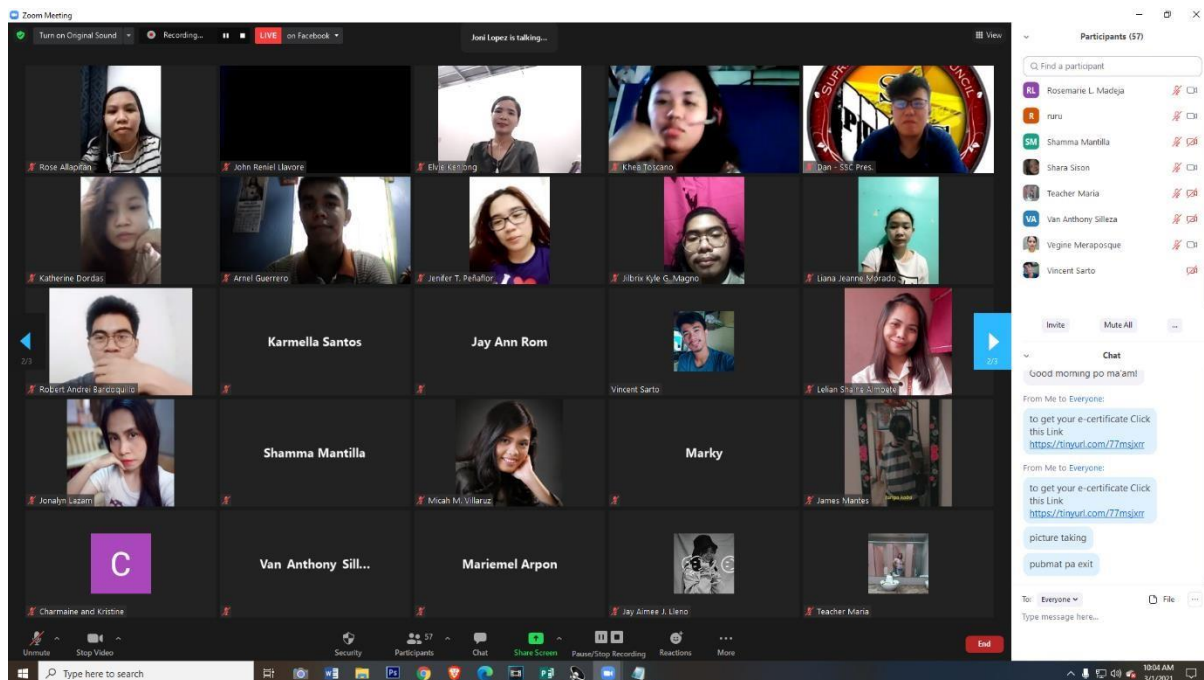 Zoom Meeting
Turn on Original Sound
Recording...
LIVE on Facebook
Joni Lopez is talking...
View
Rose Allapitan
John Reniel Llavore
Elvie Kanlong
Khea Toscano
Dan - SSC Pres.
Katherine Dordas
Arnel Guerrero
Jenifer T. Peñaflor
Jilbrix Kyle G. Magno
Liana Jeanne Morado
2/3
Robert Andrei Bardoquillo
Karmella Santos
Jay Ann Rom
Vincent Sarto
Lelian Shaine Aimpete
2/3
Jonalyn Lazam
Shamma Mantilla
Micah M. Villaruz
Marky
James Mantes
C
Charmaine and Kristine
Van Anthony Sill...
Mariemel Arpon
Jay Aimee J. Lleno
Teacher Maria
Unmute
Stop Video
Security
Participants
57
Chat
Share Screen
Pause/Stop Recording
Reactions
More
End
Participants (57)
Find a participant
RL Rosemarie L. Madeja
R ruru
SM Shamma Mantilla
Shara Sison
Teacher Maria
VA Van Anthony Silleza
Vegine Meraposque
Vincent Sarto
Invite
Mute All
...
Chat
Good morning po ma'am!
From Me to Everyone:
to get your e-certificate Click
this Link
https://tinyurl.com/77msjxrr
From Me to Everyone:
to get your e-certificate Click
this Link
https://tinyurl.com/77msjxrr
picture taking
pubmat pa exit
To: Everyone
File
Type message here...
Type here to search
10:04 AM
3/1/2021